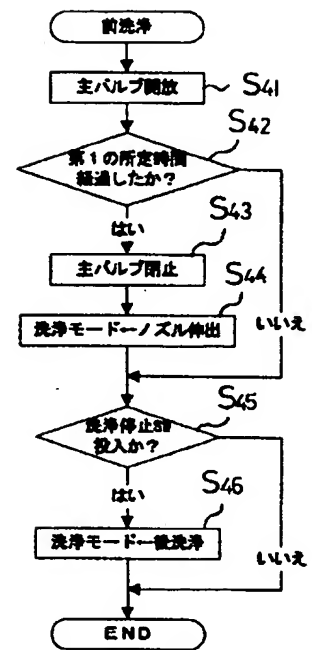 前洗浄
主バルブ開放
S41
S42
第1の所定時間
経過したか?
はい
S43
主バルブ閉止
S44
洗浄モード←ノズル伸出
いいえ
S45
洗浄停止SW
投入か?
はい
S46
洗浄モード←後洗浄
いいえ
END